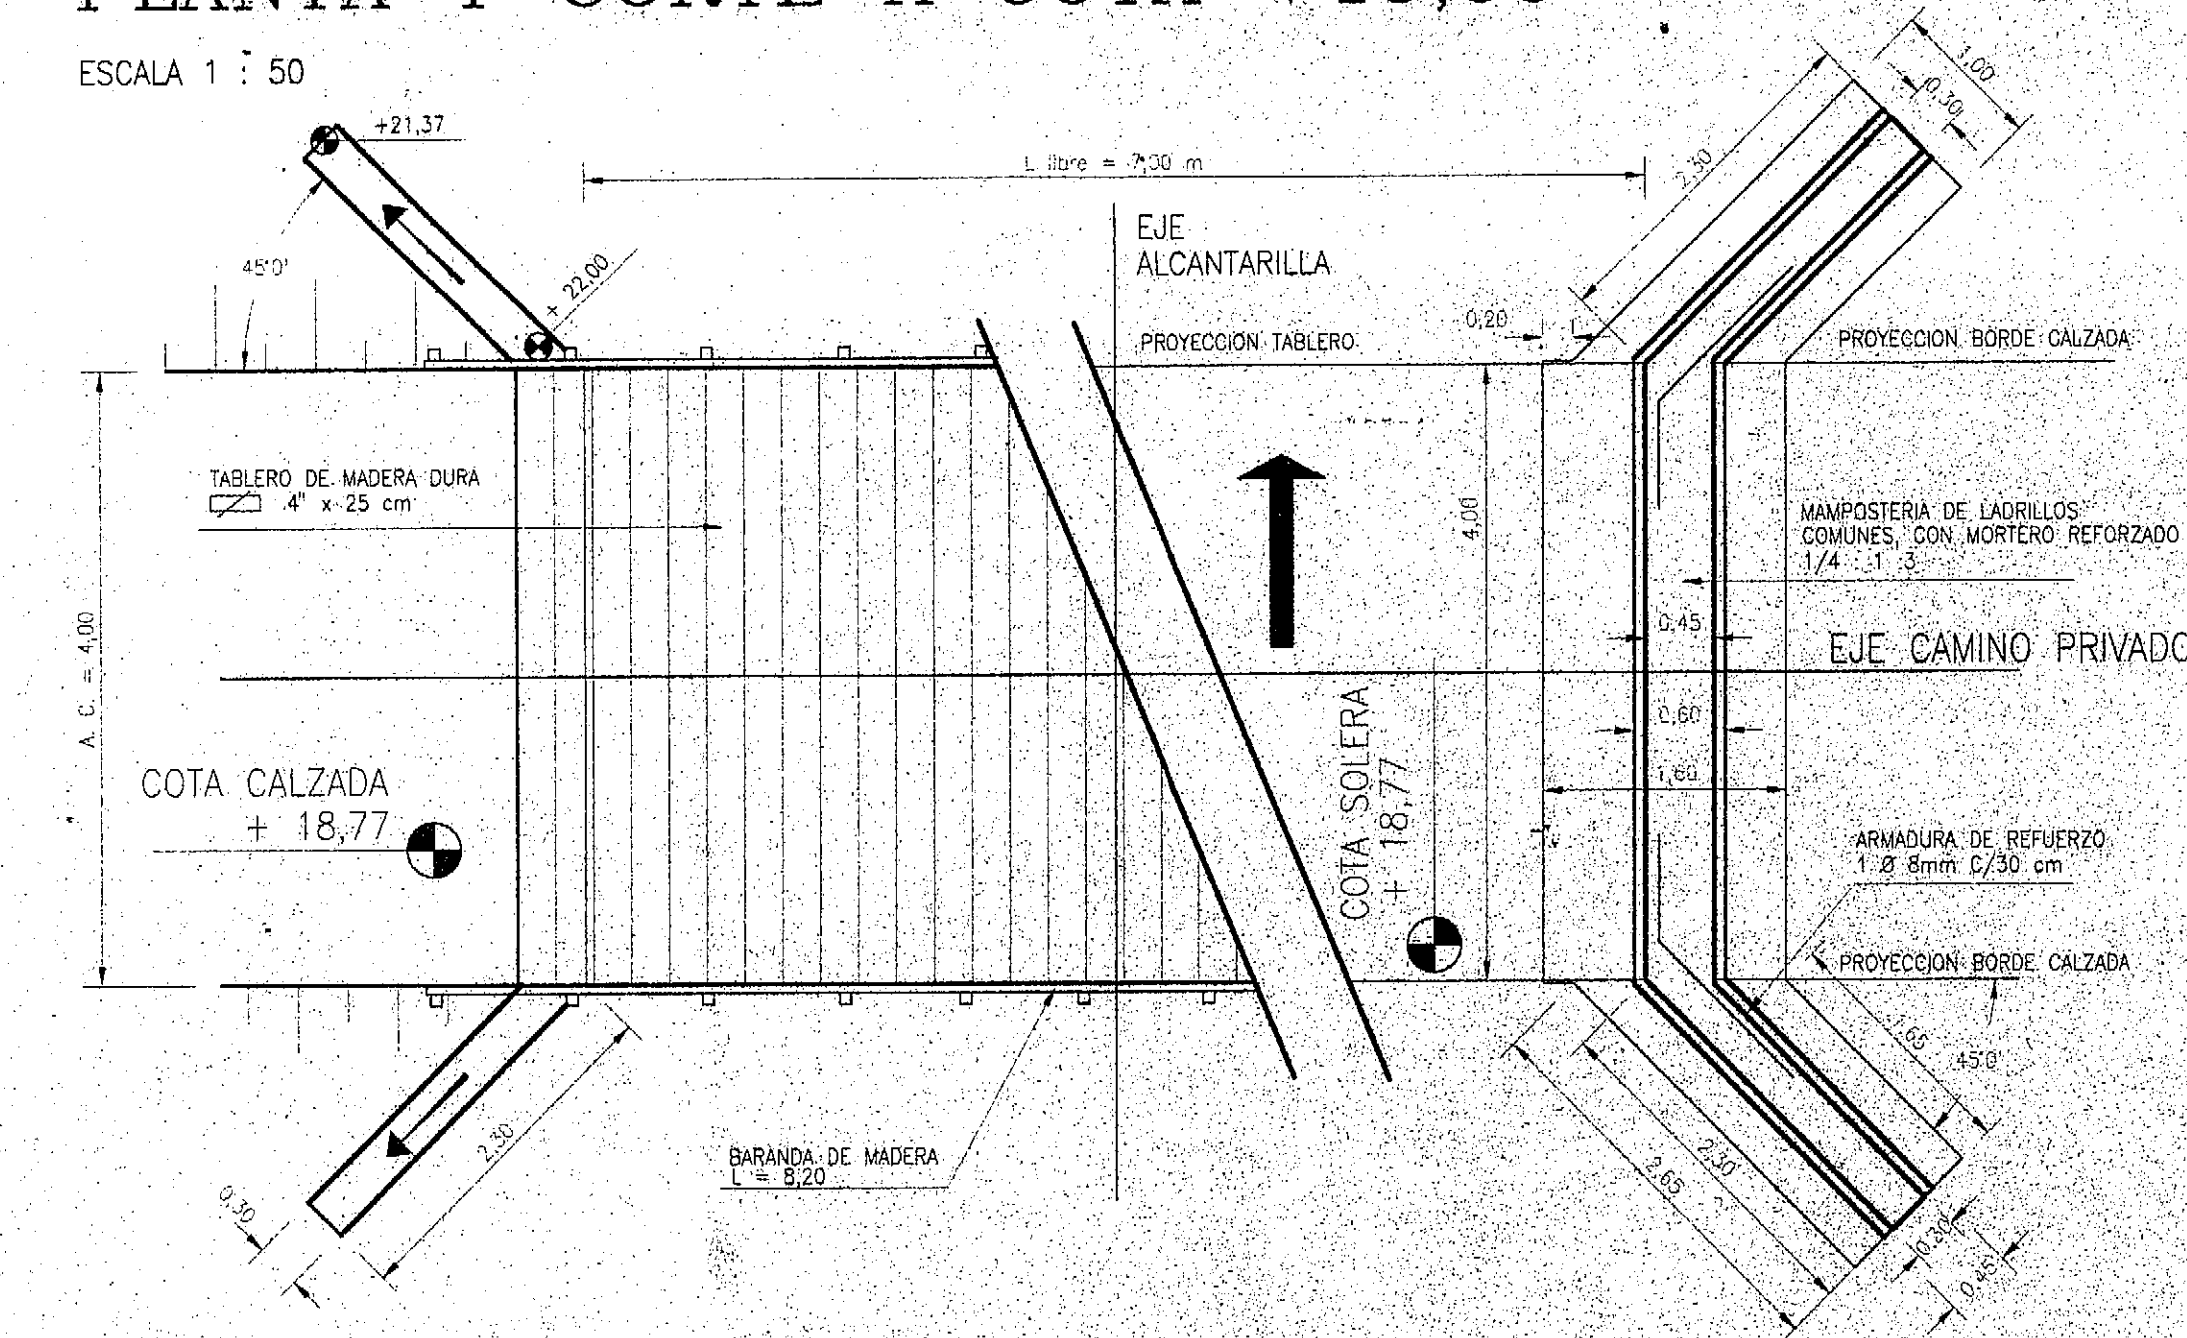 PLANTA Y CORTE A COTA
ESCALA 1 : 50
+21,37
L libre = 7,00 m
1,00
0,30
2,30
EJE
ALCANTARILLA
45°0'
+ 22,00
0,20
PROYECCION TABLERO
PROYECCION BORDE CALZADA
TABLERO DE MADERA DURA
4" x 25 cm
4,00
MAMPOSTERIA DE LADRILLOS
COMUNES, CON MORTERO REFORZADO
1/4 : 1 : 3
0,45
EJE CAMINO PRIVADO
A. C. = 4,00
0,60
1,60
COTA CALZADA
+ 18,77
COTA SOLERA
+ 18,77
ARMADURA DE REFUERZO
1 Ø 8mm C/30 cm
PROYECCION BORDE CALZADA
1,65
45°0'
2,30
BARANDA DE MADERA
L = 8,20
0,30
2,30
2,65
0,30
0,45